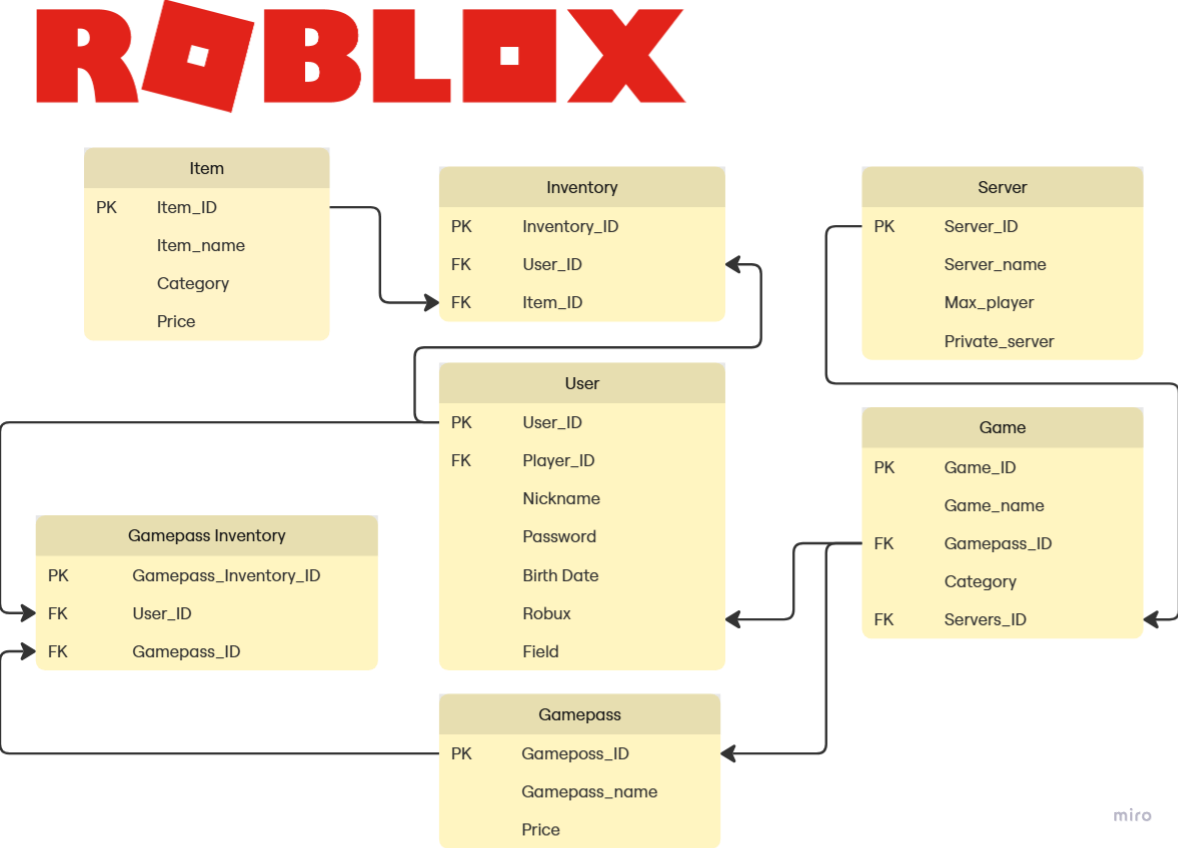 ROBLOX
Item
PK Item_ID
Item_name
Category
Price
Inventory
PK Inventory_ID
FK User_ID
FK Item_ID
Server
PK Server_ID
Server_name
Max_player
Private_server
User
PK User_ID
FK Player_ID
Nickname
Password
Birth Date
Robux
Field
Game
PK Game_ID
Game_name
FK Gamepass_ID
Category
FK Servers_ID
Gamepass Inventory
PK Gamepass_Inventory_ID
FK User_ID
FK Gamepass_ID
Gamepass
PK Gameposs_ID
Gamepass_name
Price
miro